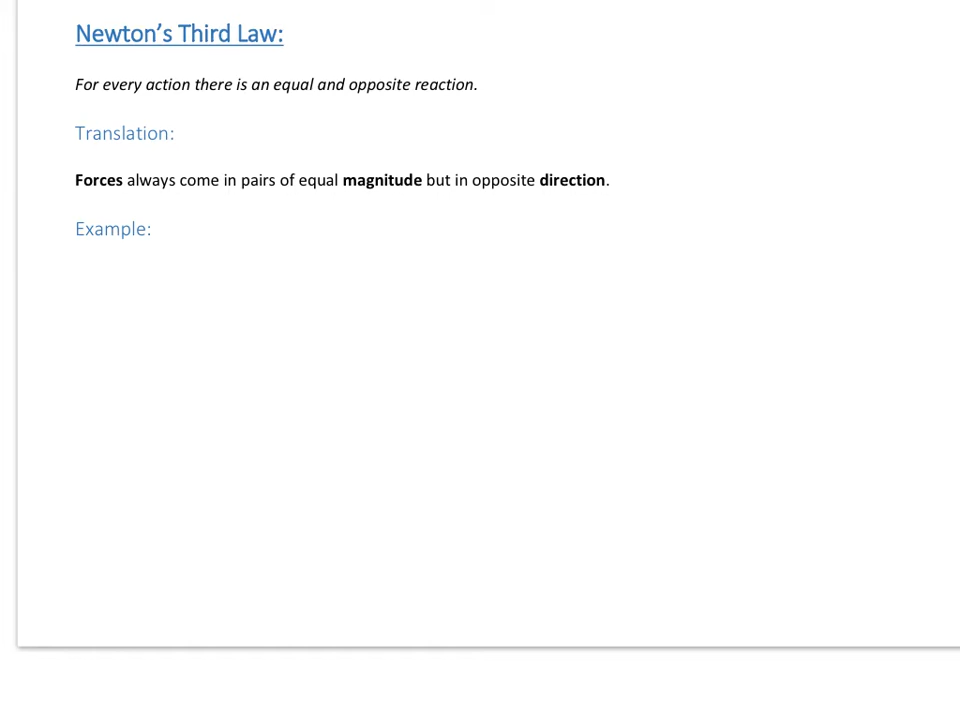 Newton’s Third Law:
For every action there is an equal and opposite reaction.
Translation:
Forces always come in pairs of equal magnitude but in opposite direction.
Example: